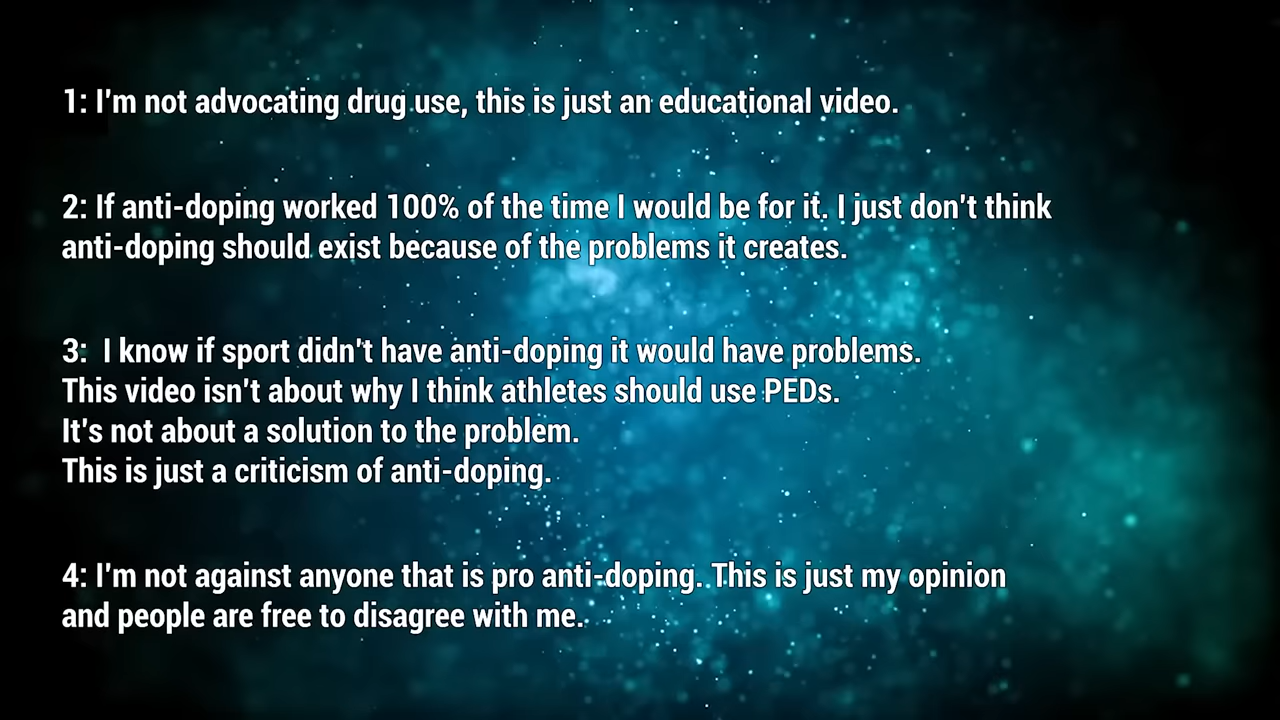 1: I'm not advocating drug use, this is just an educational video.
2: If anti-doping worked 100% of the time I would be for it. I just don't think
anti-doping should exist because of the problems it creates.
3:  I know if sport didn't have anti-doping it would have problems.
This video isn't about why I think athletes should use PEDs.
It's not about a solution to the problem.
This is just a criticism of anti-doping.
4: I'm not against anyone that is pro anti-doping. This is just my opinion
and people are free to disagree with me.